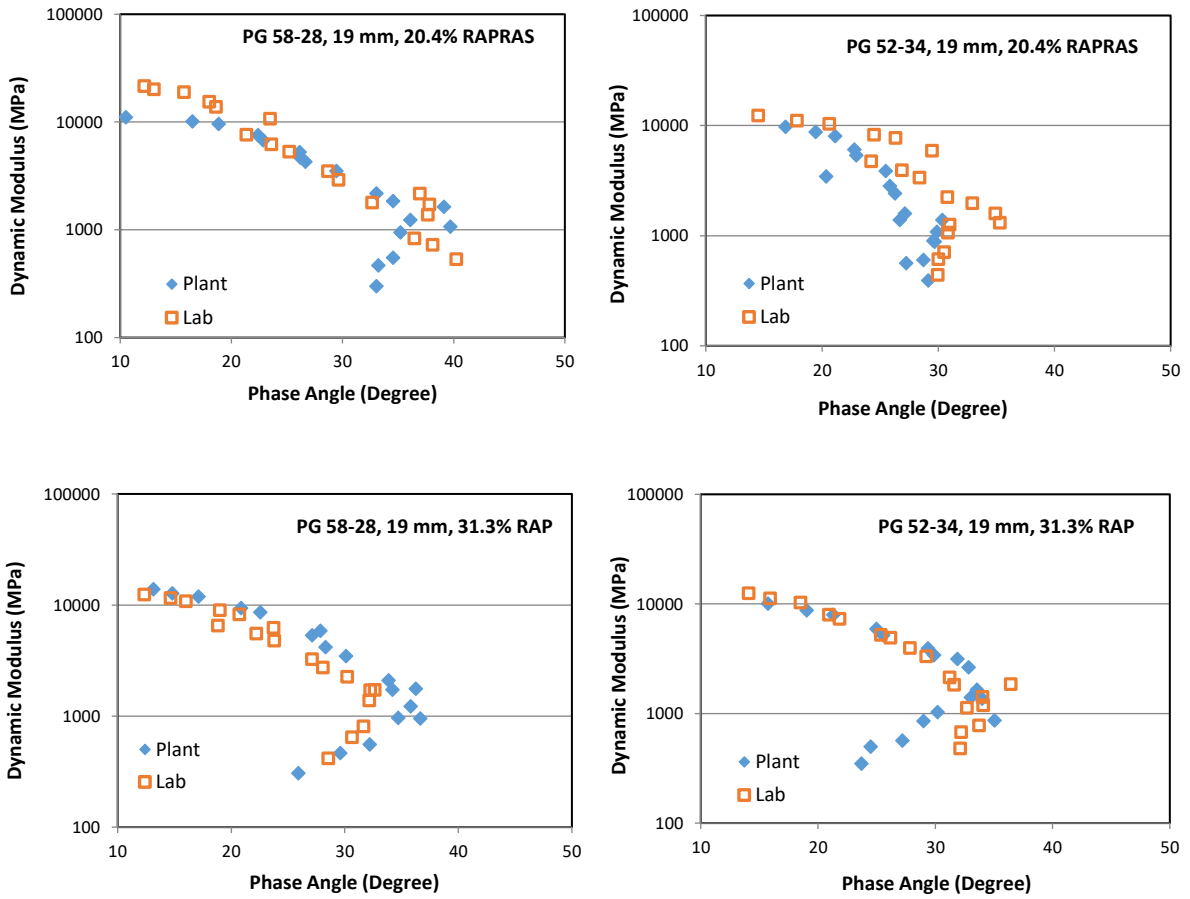 PG 58-28, 19 mm, 20.4% RAPRAS
Dynamic Modulus (MPa)
100000
10000
1000
100
Plant
Lab
10 20 30 40 50
Phase Angle (Degree)
PG 52-34, 19 mm, 20.4% RAPRAS
Dynamic Modulus (MPa)
100000
10000
1000
100
Plant
Lab
10 20 30 40 50
Phase Angle (Degree)
PG 58-28, 19 mm, 31.3% RAP
Dynamic Modulus (MPa)
100000
10000
1000
100
Plant
Lab
10 20 30 40 50
Phase Angle (Degree)
PG 52-34, 19 mm, 31.3% RAP
Dynamic Modulus (MPa)
100000
10000
1000
100
Plant
Lab
10 20 30 40 50
Phase Angle (Degree)